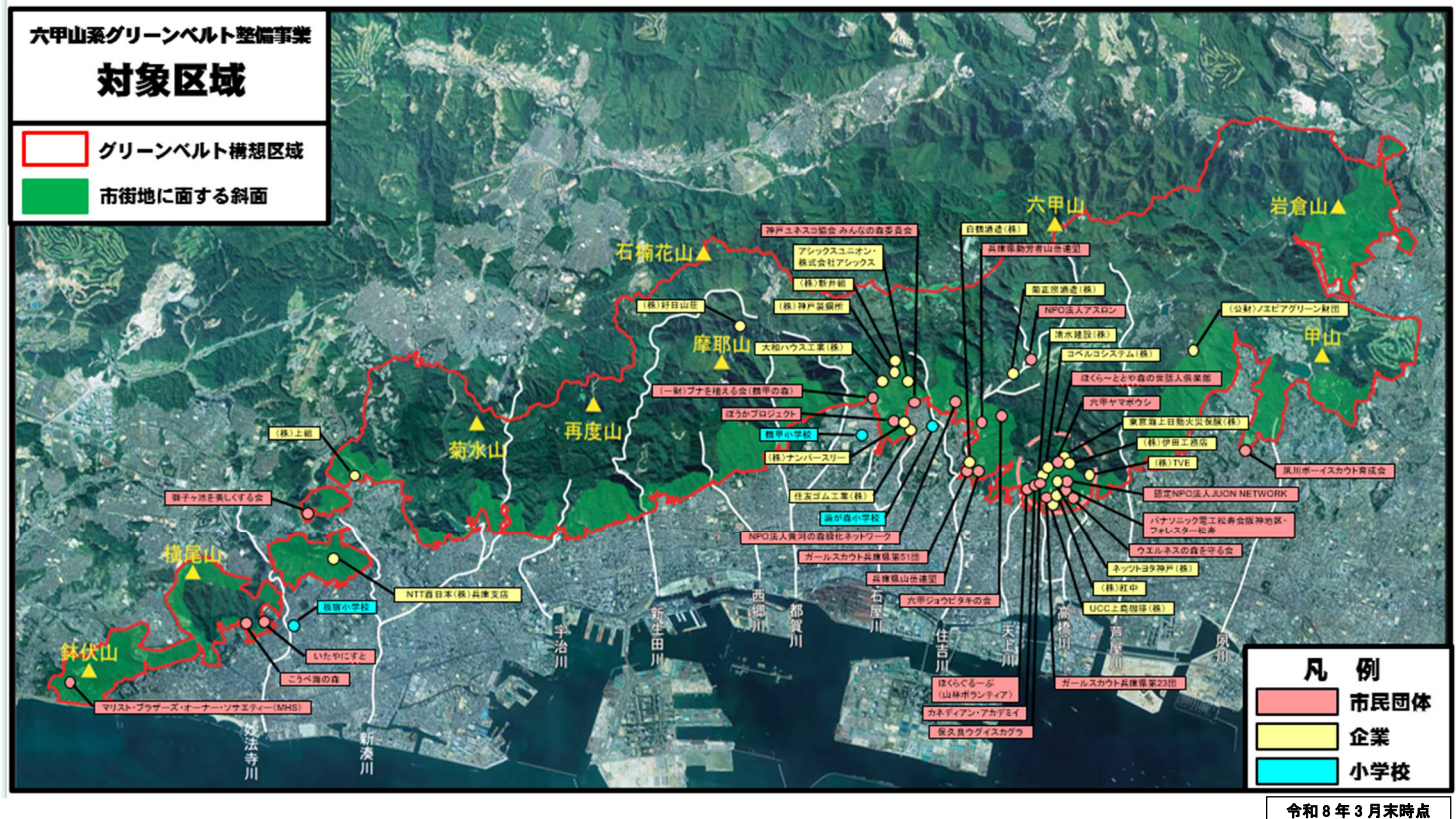 六甲山系グリーンベルト整備事業
対象区域
グリーンベルト構想区域
市街地に面する斜面
六甲山
岩倉山
石楠花山
摩耶山
甲山
再度山
菊水山
横尾山
鉢伏山
神戸ユネスコ協会 みんなの森委員会
アシックスユニオン・
株式会社アシックス
(株)新井組
(株)神戸製鋼所
(株)好日山荘
大和ハウス工業(株)
(一財)ブナを植える会(鶴甲の森)
ほうかプロジェクト
鶴甲小学校
(株)ナンバースリー
住友ゴム工業(株)
渦が森小学校
NPO法人黄河の森緑化ネットワーク
ガールスカウト兵庫県第51団
兵庫県山岳連盟
六甲ジョウビタキの会
白鶴酒造(株)
兵庫県勤労者山岳連盟
菊正宗酒造(株)
NPO法人アスロン
清水建設(株)
コベルコシステム(株)
ほくら～ととや森の世話人倶楽部
六甲ヤマボウシ
東京海上日動火災保険(株)
(株)伊田工務店
(株)TVE
認定NPO法人JUON NETWORK
パナソニック電工松寿会阪神地区・
フォレスター松寿
ウエルネスの森を守る会
ネッツトヨタ神戸(株)
(株)紅中
UCC上島珈琲(株)
ガールスカウト兵庫県第23団
ほくらぐるーぷ
(山林ボランティア)
カネディアン・アカデミイ
保久良ウグイスカグラ
(公財)ノエビアグリーン財団
夙川ボーイスカウト育成会
(株)上組
獅子ヶ池を美しくする会
NTT西日本(株)兵庫支店
板宿小学校
いたやにすと
こうべ海の森
マリスト・ブラザーズ・オーナー・ソサエティー(MHS)
妙法寺川
新湊川
宇治川
新生田川
西郷川
都賀川
石屋川
住吉川
天上川
高橋川
芦屋川
夙川
凡 例
市民団体
企業
小学校
令和8年3月末時点